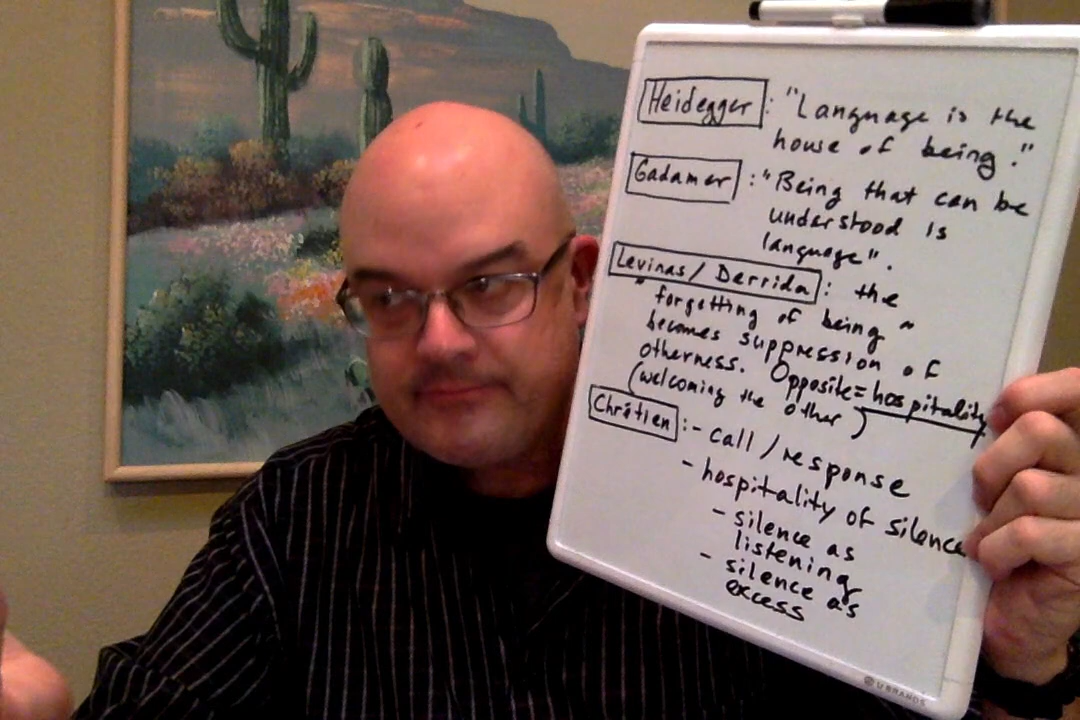 Heidegger: "Language is the
house of being."
Gadamer: "Being that can be
understood is
language".
Levinas/Derrida: the
"forgetting of being"
becomes suppression of
otherness. Opposite=hospitality
(welcoming the other)
Chrétien: - call/response
- hospitality of silence
- silence as
listening
- silence as
excess
U BRANDS